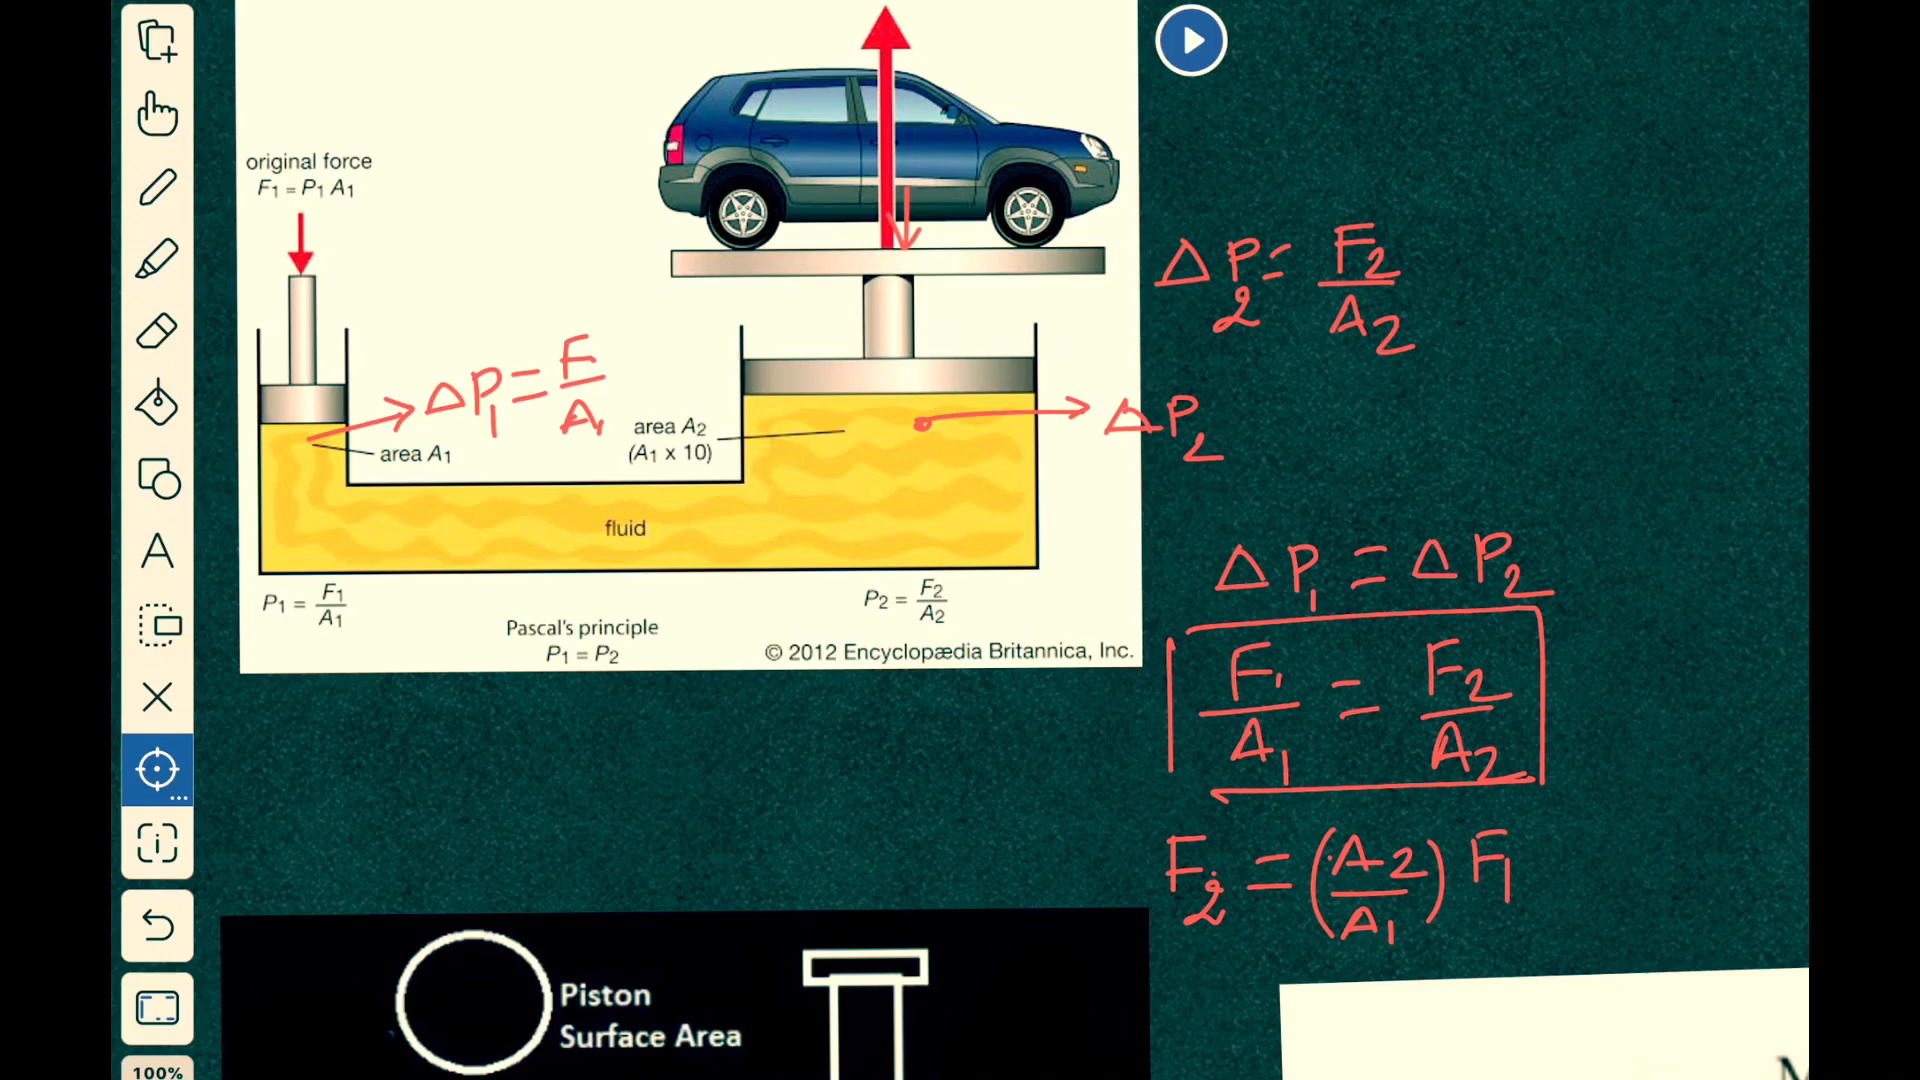 original force
F₁ = P₁ A₁
ΔP₁ = F/A₁
area A₁
area A₂
(A₁ x 10)
fluid
P₁ = F₁/A₁
P₂ = F₂/A₂
Pascal's principle
P₁ = P₂
© 2012 Encyclopædia Britannica, Inc.
ΔP₂ = F₂/A₂
ΔP₂
ΔP₁ = ΔP₂
F₁/A₁ = F₂/A₂
F₂ = (A₂/A₁) F₁
Piston
Surface Area
A
100%